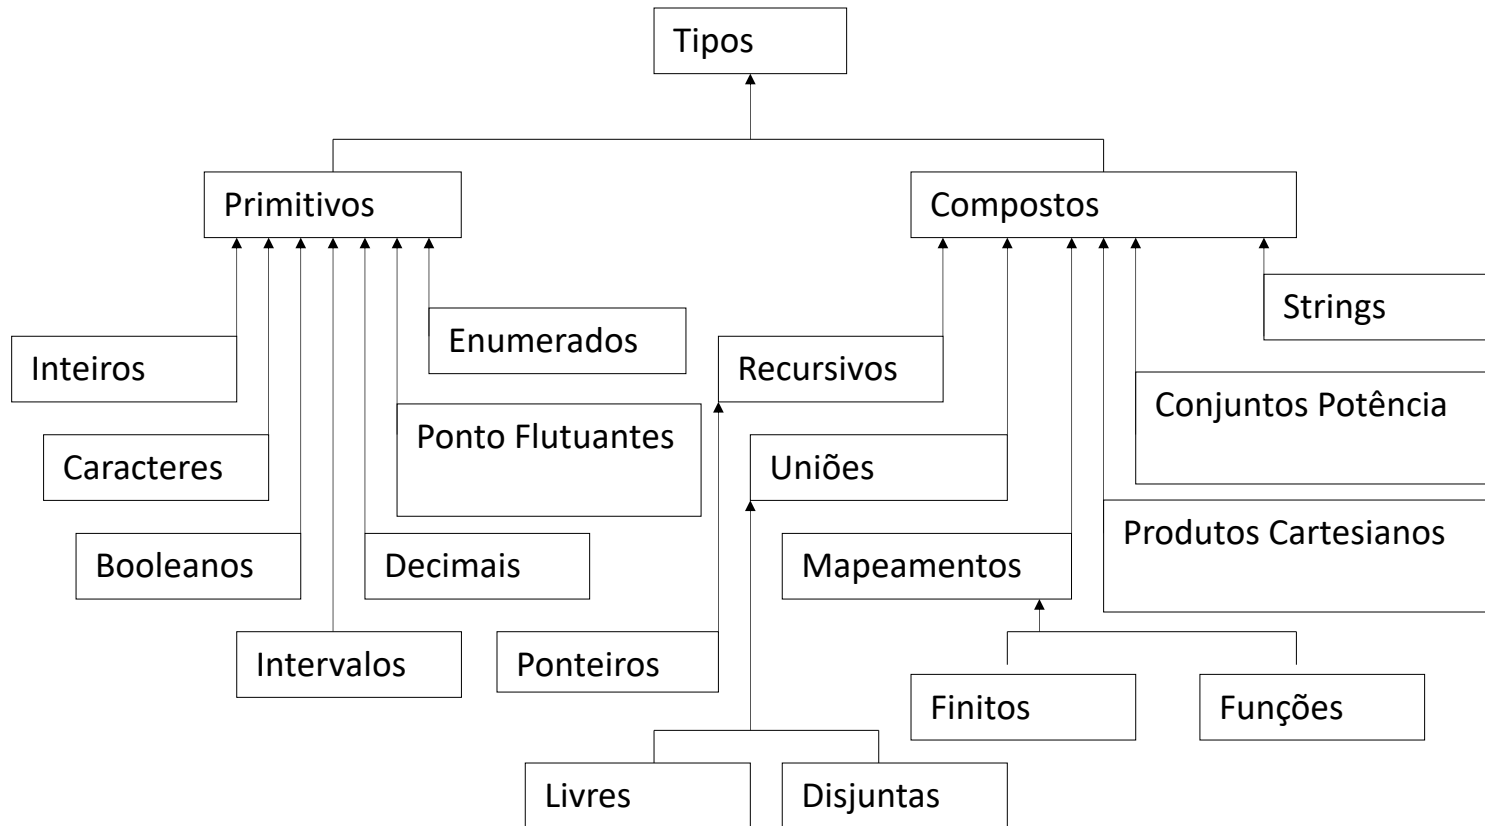 Tipos
Primitivos
Compostos
Strings
Enumerados
Inteiros
Recursivos
Conjuntos Potência
Ponto Flutuantes
Caracteres
Uniões
Produtos Cartesianos
Booleanos
Decimais
Mapeamentos
Intervalos
Ponteiros
Finitos
Funções
Livres
Disjuntas